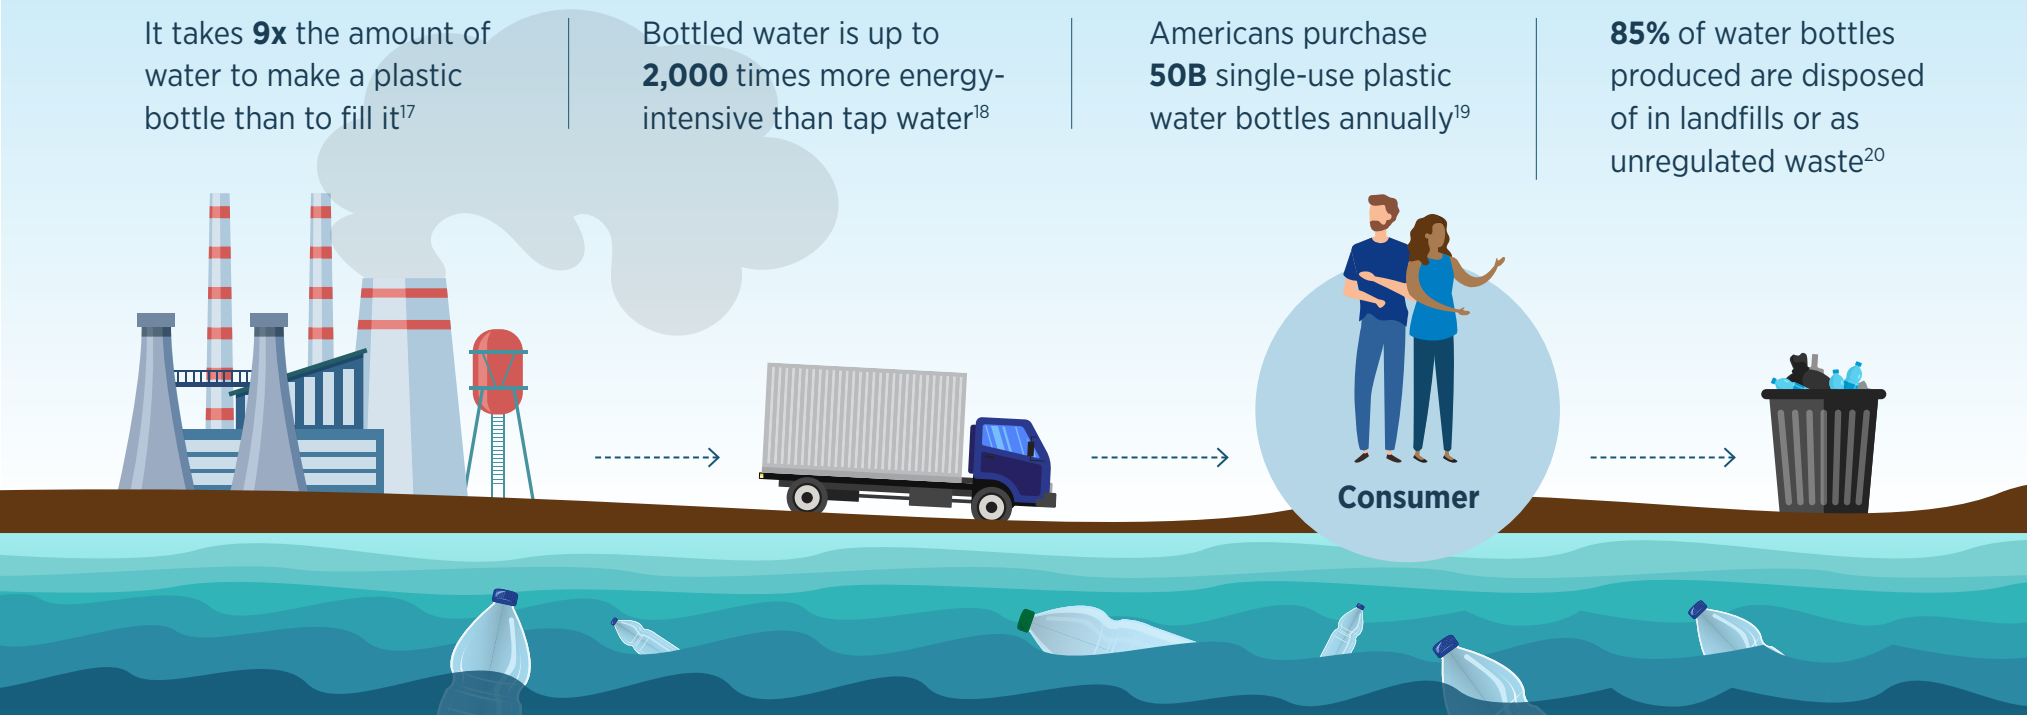 It takes 9x the amount of
water to make a plastic
bottle than to fill it17
Bottled water is up to
2,000 times more energy-
intensive than tap water18
Americans purchase
50B single-use plastic
water bottles annually19
85% of water bottles
produced are disposed
of in landfills or as
unregulated waste20
Consumer